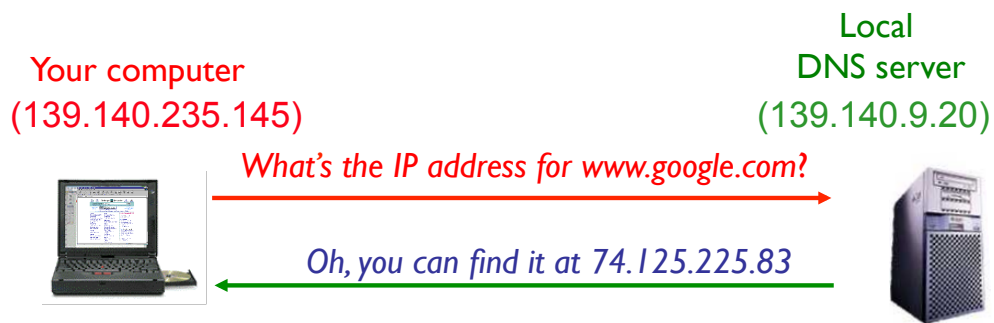 Your computer
(139.140.235.145)
Local
DNS server
(139.140.9.20)
What's the IP address for www.google.com?
Oh, you can find it at 74.125.225.83